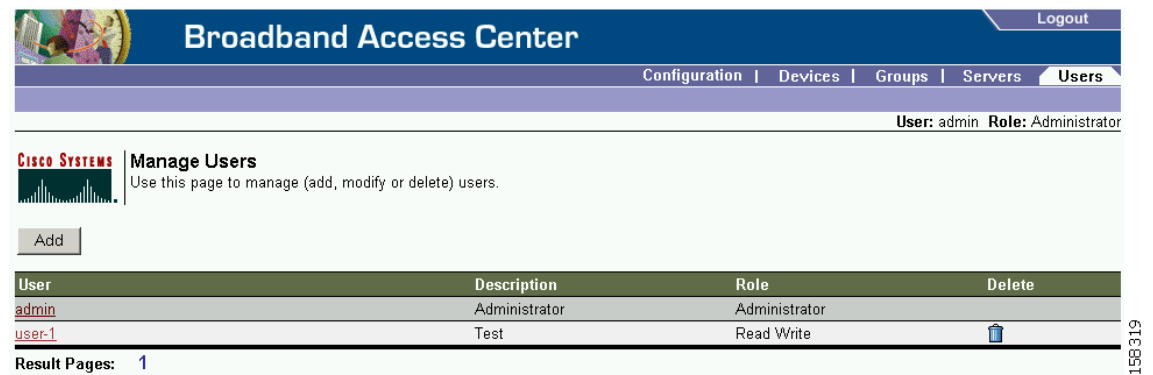 Broadband Access Center
Logout
Configuration | Devices | Groups | Servers Users
User: admin Role: Administrator
CISCO SYSTEMS
Manage Users
Use this page to manage (add, modify or delete) users.
Add
User Description Role Delete
admin Administrator Administrator
user-1 Test Read Write
Result Pages: 1
158319